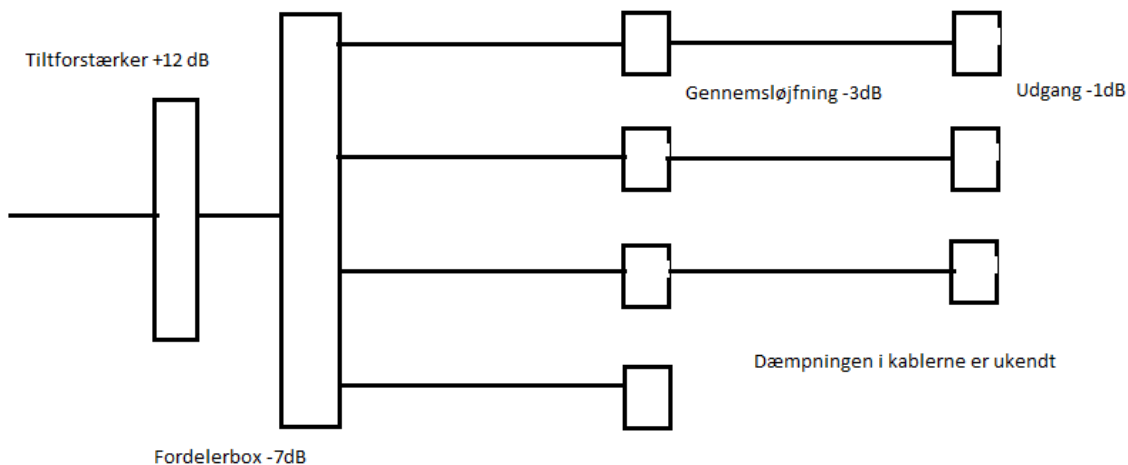 Tiltforstærker +12 dB
Gennemsløjfning -3dB
Udgang -1dB
Dæmpningen i kablerne er ukendt
Fordelerbox -7dB